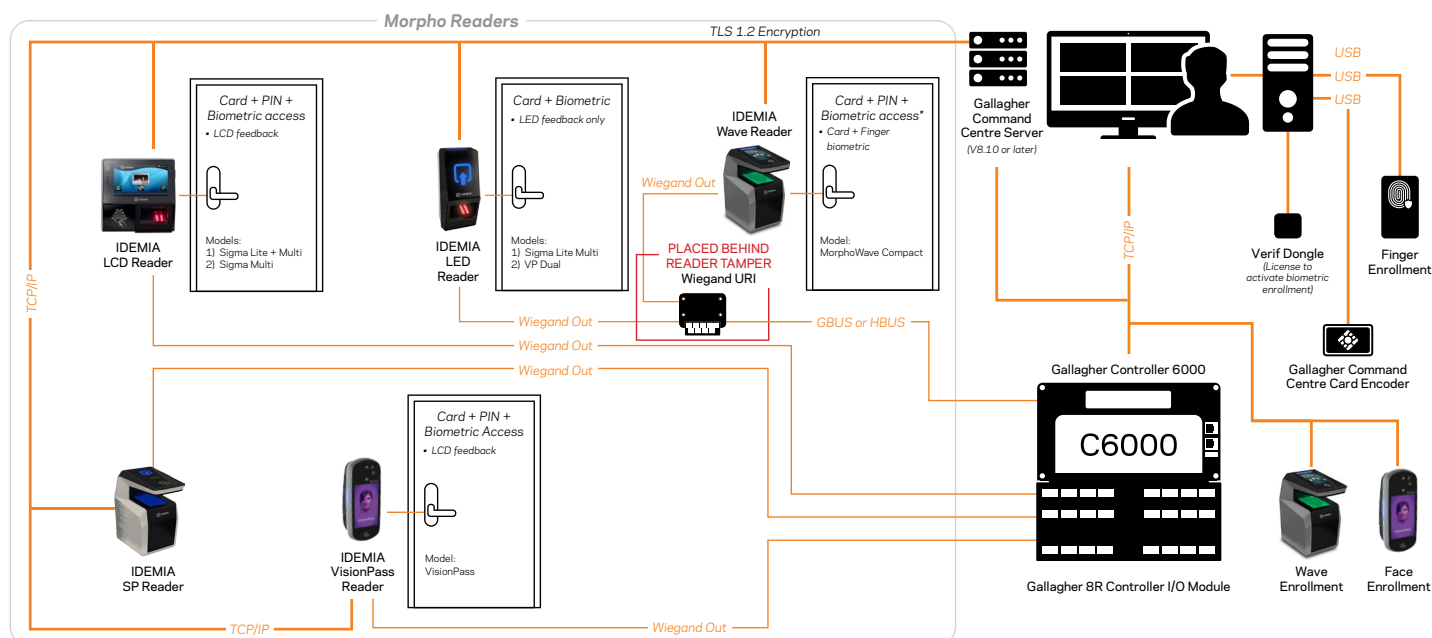 Morpho Readers
TLS 1.2 Encryption
Card + PIN +
Biometric access
▪ LCD feedback
Models:
1) Sigma Lite + Multi
2) Sigma Multi
IDEMIA
LCD Reader
Card + Biometric
▪ LED feedback only
Models:
1) Sigma Lite Multi
2) VP Dual
IDEMIA
LED
Reader
IDEMIA
Wave Reader
Card + PIN +
Biometric access*
▪ Card + Finger
biometric
Model:
MorphoWave Compact
Wiegand Out
PLACED BEHIND
READER TAMPER
Wiegand URI
TCP/IP
Wiegand Out
GBUS or HBUS
Wiegand Out
Wiegand Out
Card + PIN +
Biometric Access
▪ LCD feedback
Model:
VisionPass
IDEMIA
SP Reader
IDEMIA
VisionPass
Reader
TCP/IP
Wiegand Out
Gallagher
Command
Centre Server
(V8.10 or later)
USB
USB
USB
TCP/IP
Verif Dongle
(License to
activate biometric
enrollment)
Finger
Enrollment
Gallagher Command
Centre Card Encoder
Gallagher Controller 6000
C6000
Gallagher 8R Controller I/O Module
Wave
Enrollment
Face
Enrollment